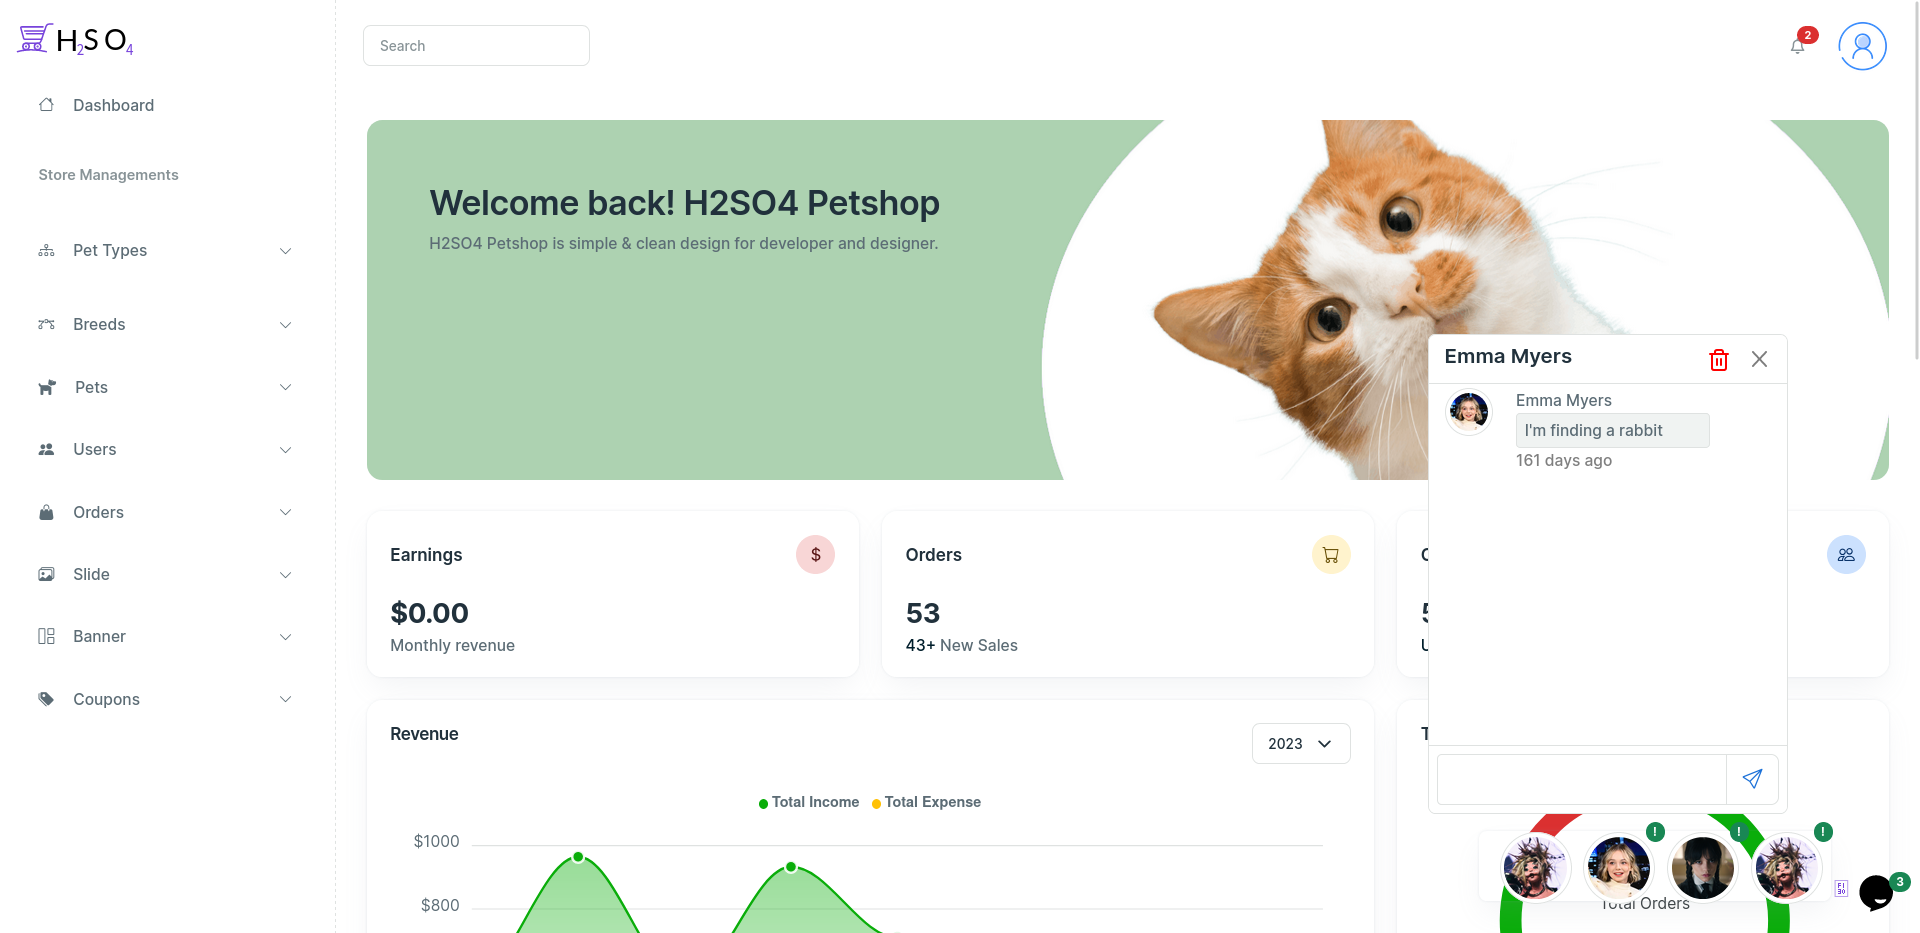 H2SO4
Search
2
Dashboard
Store Managements
Pet Types
Breeds
Pets
Users
Orders
Slide
Banner
Coupons
Welcome back! H2SO4 Petshop
H2SO4 Petshop is simple & clean design for developer and designer.
Earnings
$
$0.00
Monthly revenue
Orders
53
43+ New Sales
Revenue
2023
Total Income
Total Expense
$1000
$800
Emma Myers
Emma Myers
I'm finding a rabbit
161 days ago
!
!
!
Total Orders
3